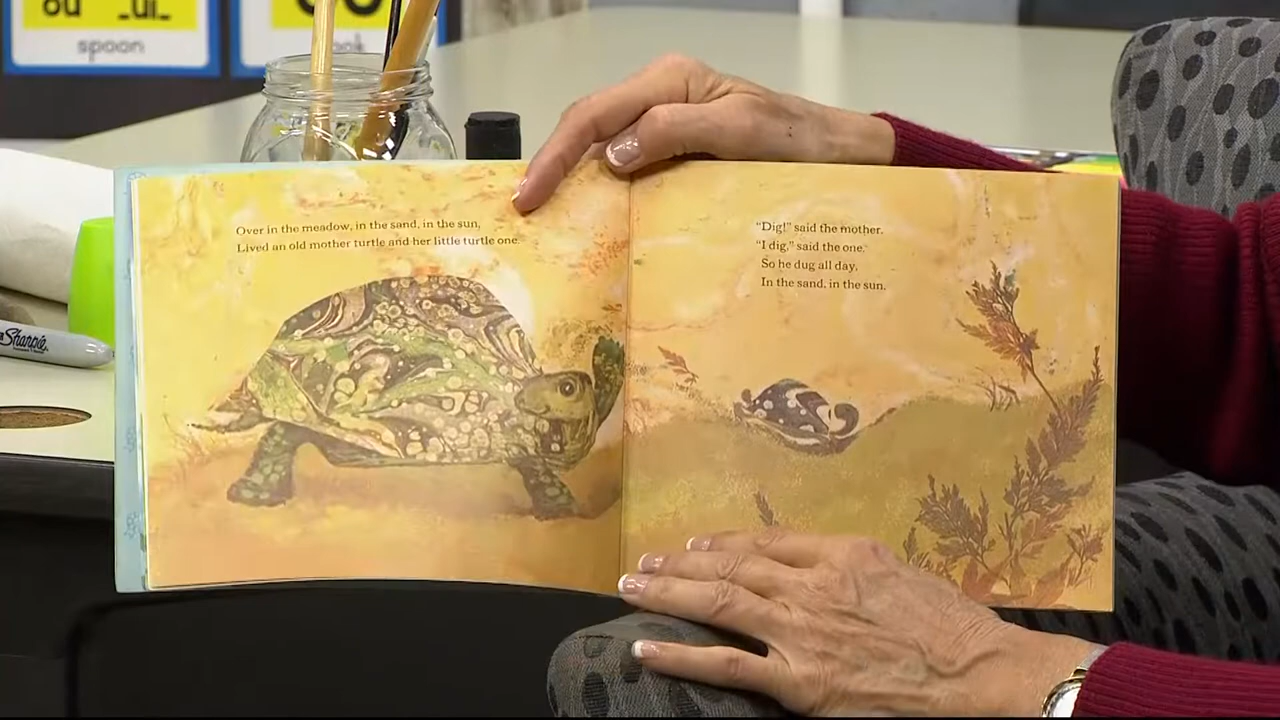 ou _ui_
spoon
Sharpie
Over in the meadow, in the sand, in the sun,
Lived an old mother turtle and her little turtle one.
"Dig!" said the mother.
"I dig," said the one.
So he dug all day,
In the sand, in the sun.